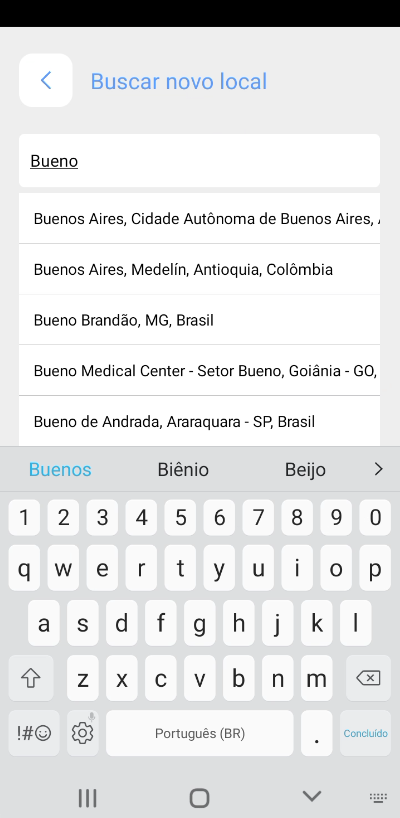 Buscar novo local
Bueno
Buenos Aires, Cidade Autônoma de Buenos Aires,
Buenos Aires, Medelín, Antioquia, Colômbia
Bueno Brandão, MG, Brasil
Bueno Medical Center - Setor Bueno, Goiânia - GO,
Bueno de Andrada, Araraquara - SP, Brasil
Buenos Biênio Beijo
1 2 3 4 5 6 7 8 9 0
q w e r t y u i o p
a s d f g h j k l
z x c v b n m
!#☺ Português (BR) . Concluído